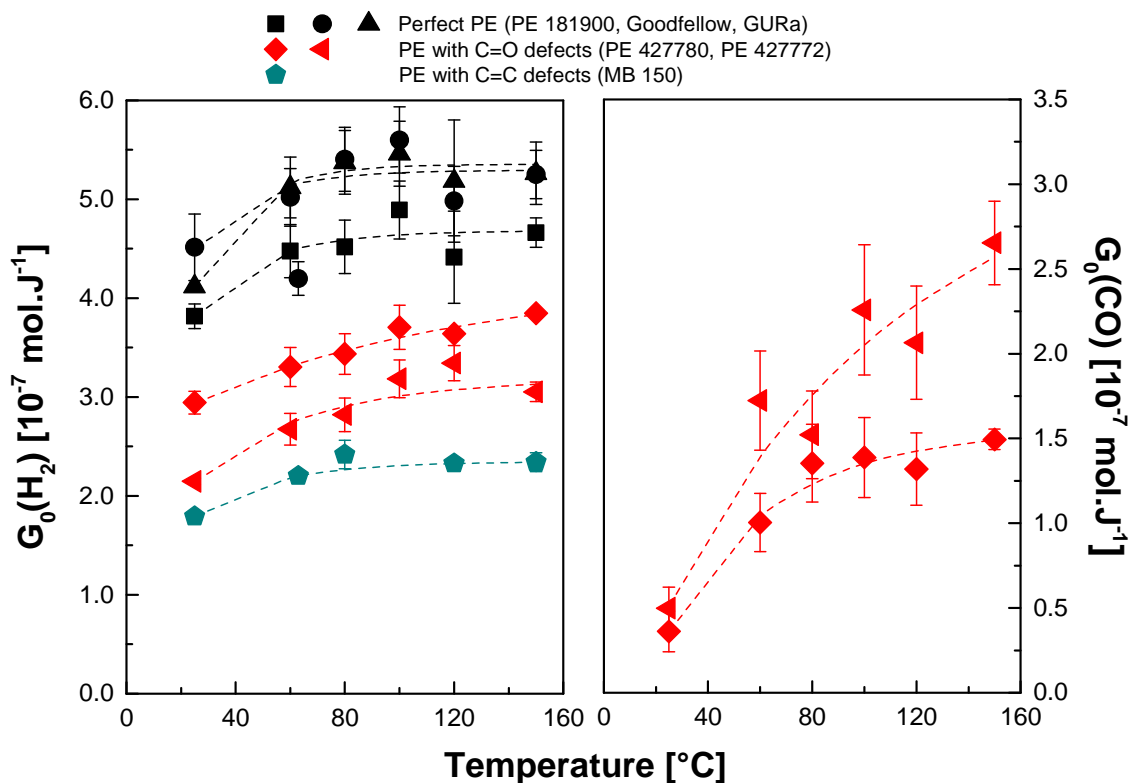 Perfect PE (PE 181900, Goodfellow, GURa)
PE with C=O defects (PE 427780, PE 427772)
PE with C=C defects (MB 150)
G₀(H₂) [10⁻⁷ mol.J⁻¹]
6.0
5.0
4.0
3.0
2.0
1.0
0.0
0 40 80 120 160
3.5
3.0
2.5
2.0
1.5
1.0
0.5
0.0
0 40 80 120 160
G₀(CO) [10⁻⁷ mol.J⁻¹]
Temperature [°C]